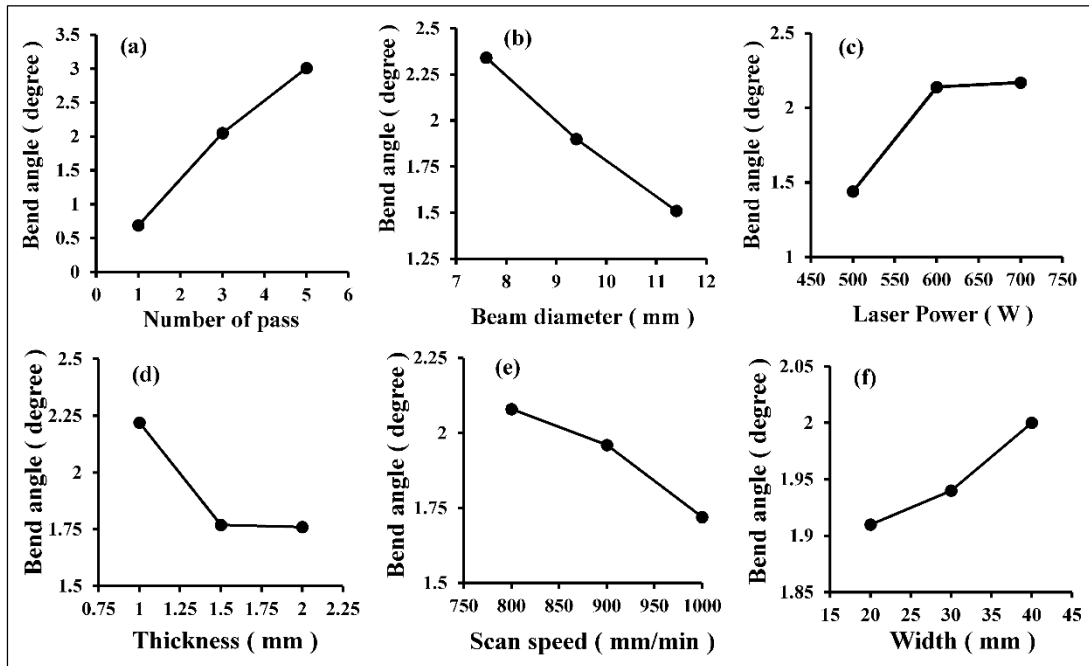 (a)
Bend angle ( degree )
3.5
3
2.5
2
1.5
1
0.5
0
0 1 2 3 4 5 6
Number of pass
(b)
Bend angle ( degree )
2.5
2.25
2
1.75
1.5
1.25
7 8 9 10 11 12
Beam diameter ( mm )
(c)
Bend angle (degree)
2.5
2
1.5
1
450 500 550 600 650 700 750
Laser Power ( W )
(d)
Bend angle ( degree )
2.5
2.25
2
1.75
1.5
0.75 1 1.25 1.5 1.75 2 2.25
Thickness ( mm )
(e)
Bend angle ( degree )
2.25
2
1.75
1.5
750 800 850 900 950 1000
Scan speed ( mm/min )
(f)
Bend angle ( degree )
2.05
2
1.95
1.9
1.85
15 20 25 30 35 40 45
Width ( mm )